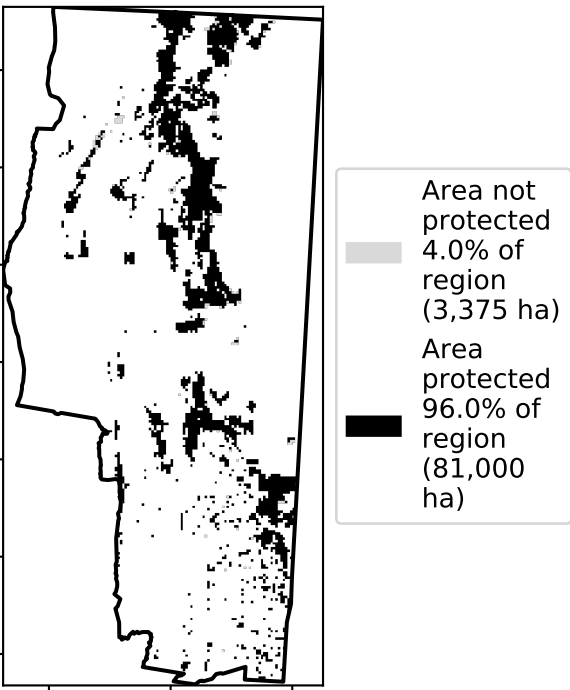 Area not
protected
4.0% of
region
(3,375 ha)
Area
protected
96.0% of
region
(81,000
ha)